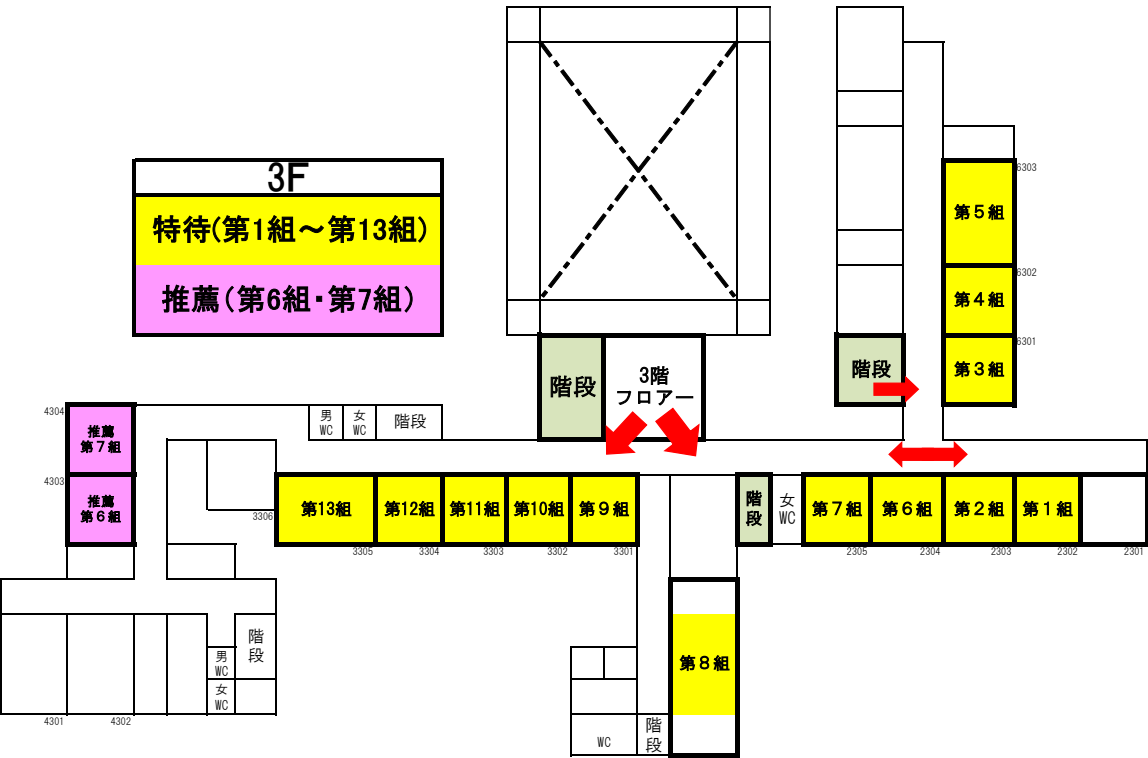 3F
特待(第1組～第13組)
推薦(第6組・第7組)
6303
第５組
6302
第４組
6301
第３組
階段
階段
3階
フロアー
4304
推薦
第７組
男
WC
女
WC
階段
4303
推薦
第６組
3306
第13組
第12組
第11組
第10組
第９組
階
段
女
WC
第７組
第６組
第２組
第１組
3305
3304
3303
3302
3301
2305
2304
2303
2302
2301
階
段
男
WC
女
WC
第８組
4301
4302
WC
階
段